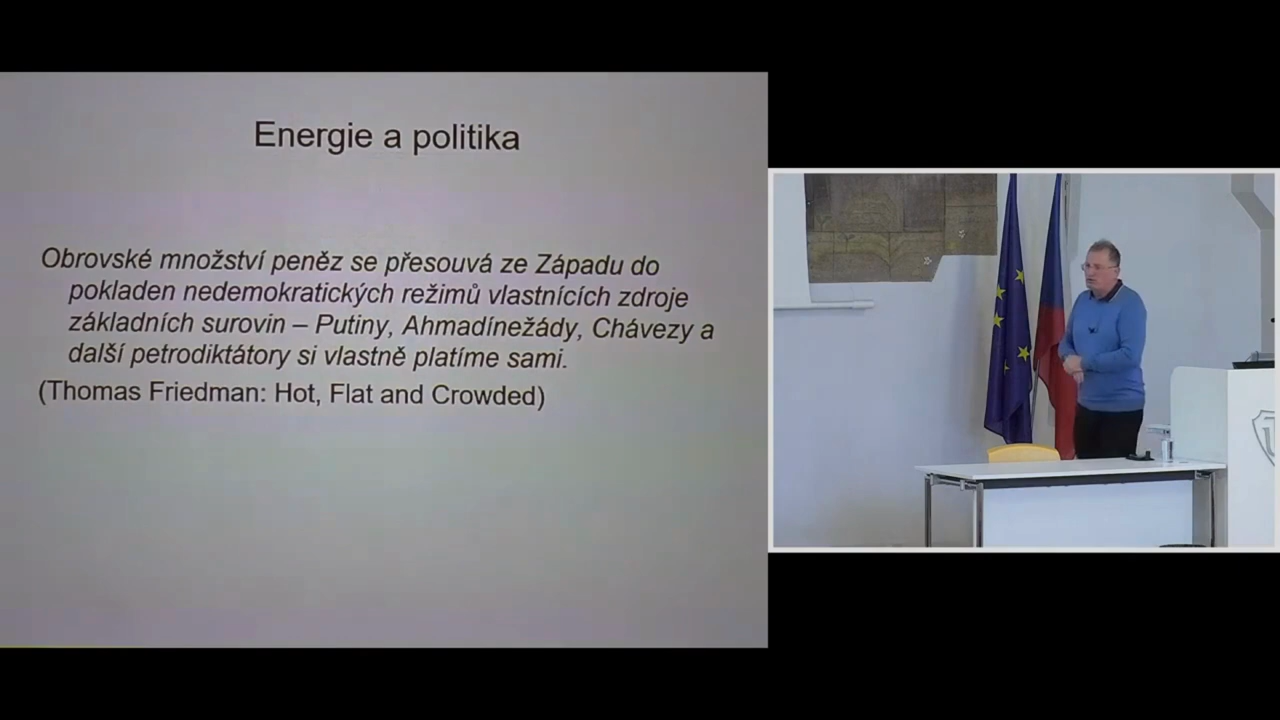 Energie a politika
Obrovské množství peněz se přesouvá ze Západu do
pokladen nedemokratických režimů vlastnících zdroje
základních surovin – Putiny, Ahmadínežády, Chávezy a
další petrodiktátory si vlastně platíme sami.
(Thomas Friedman: Hot, Flat and Crowded)